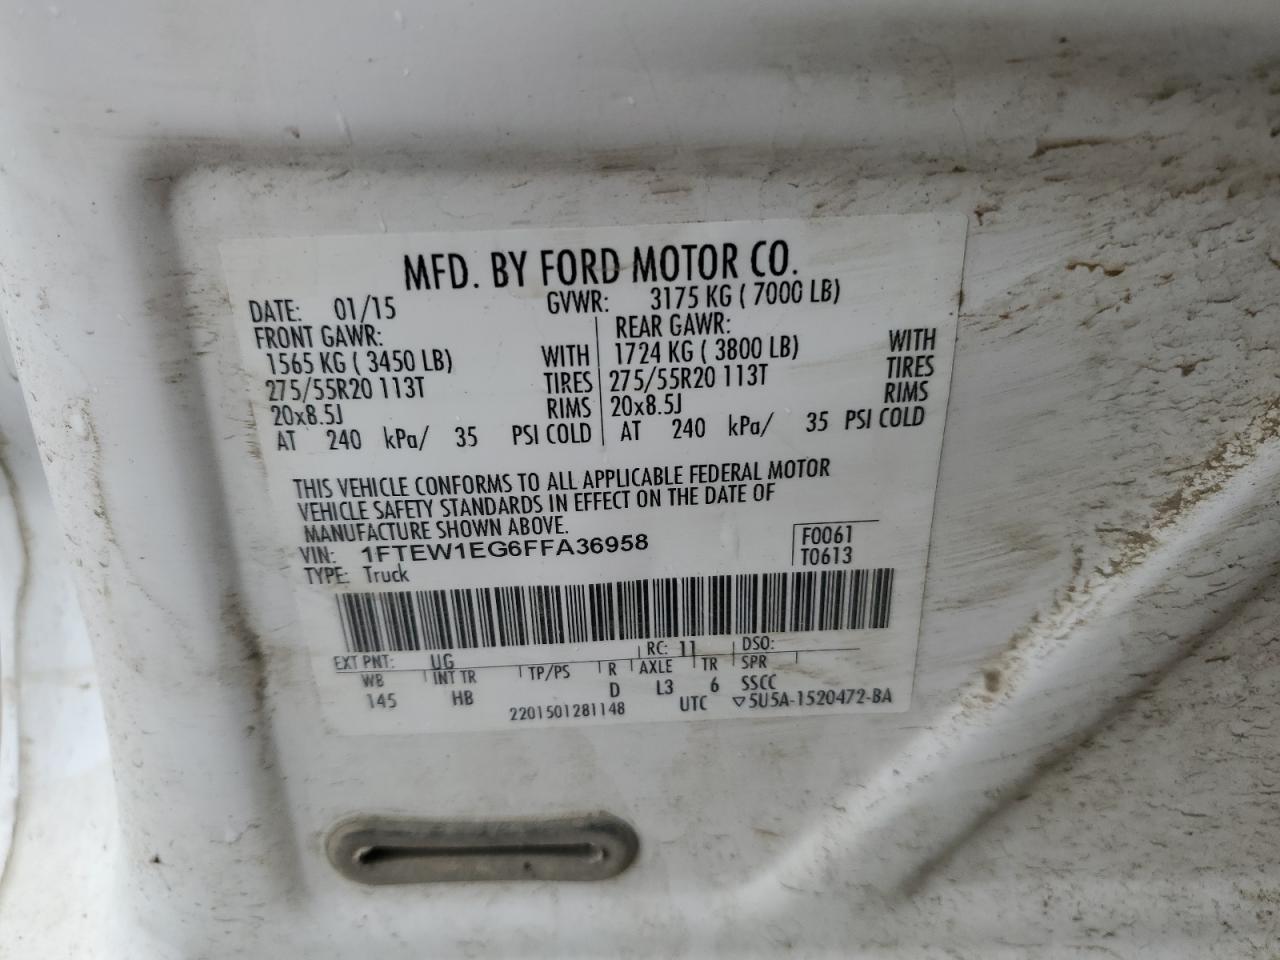 MFD. BY FORD MOTOR CO.
DATE: 01/15 GVWR: 3175 KG ( 7000 LB)
FRONT GAWR: REAR GAWR:
1565 KG ( 3450 LB) WITH 1724 KG ( 3800 LB) WITH
275/55R20 113T TIRES 275/55R20 113T TIRES
20x8.5J RIMS 20x8.5J RIMS
AT 240 kPa/ 35 PSI COLD AT 240 kPa/ 35 PSI COLD
THIS VEHICLE CONFORMS TO ALL APPLICABLE FEDERAL MOTOR
VEHICLE SAFETY STANDARDS IN EFFECT ON THE DATE OF
MANUFACTURE SHOWN ABOVE.
VIN: 1FTEW1EG6FFA36958 F0061
TYPE: Truck T0613
EXT PNT: UG RC: 11 DSO:
WB INT TR TP/PS R AXLE TR SPR
145 HB D L3 6 SSCC
2201501281148 UTC ▽5U5A-1520472-BA